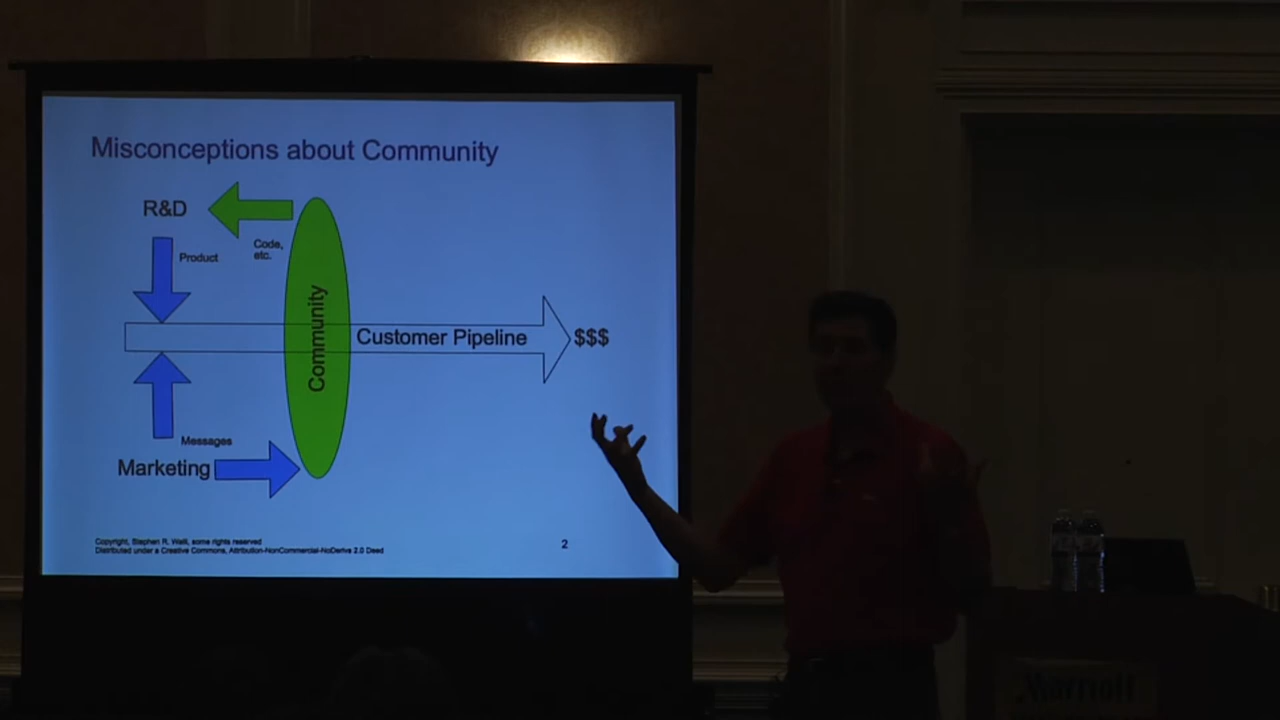 Misconceptions about Community
R&D
Code,
etc.
Product
Community
Customer Pipeline
$$$
Messages
Marketing
Copyright, Stephen R. Walli, some rights reserved
Distributed under a Creative Commons, Attribution-NonCommercial-NoDerivs 2.0 Deed
2
Marriott